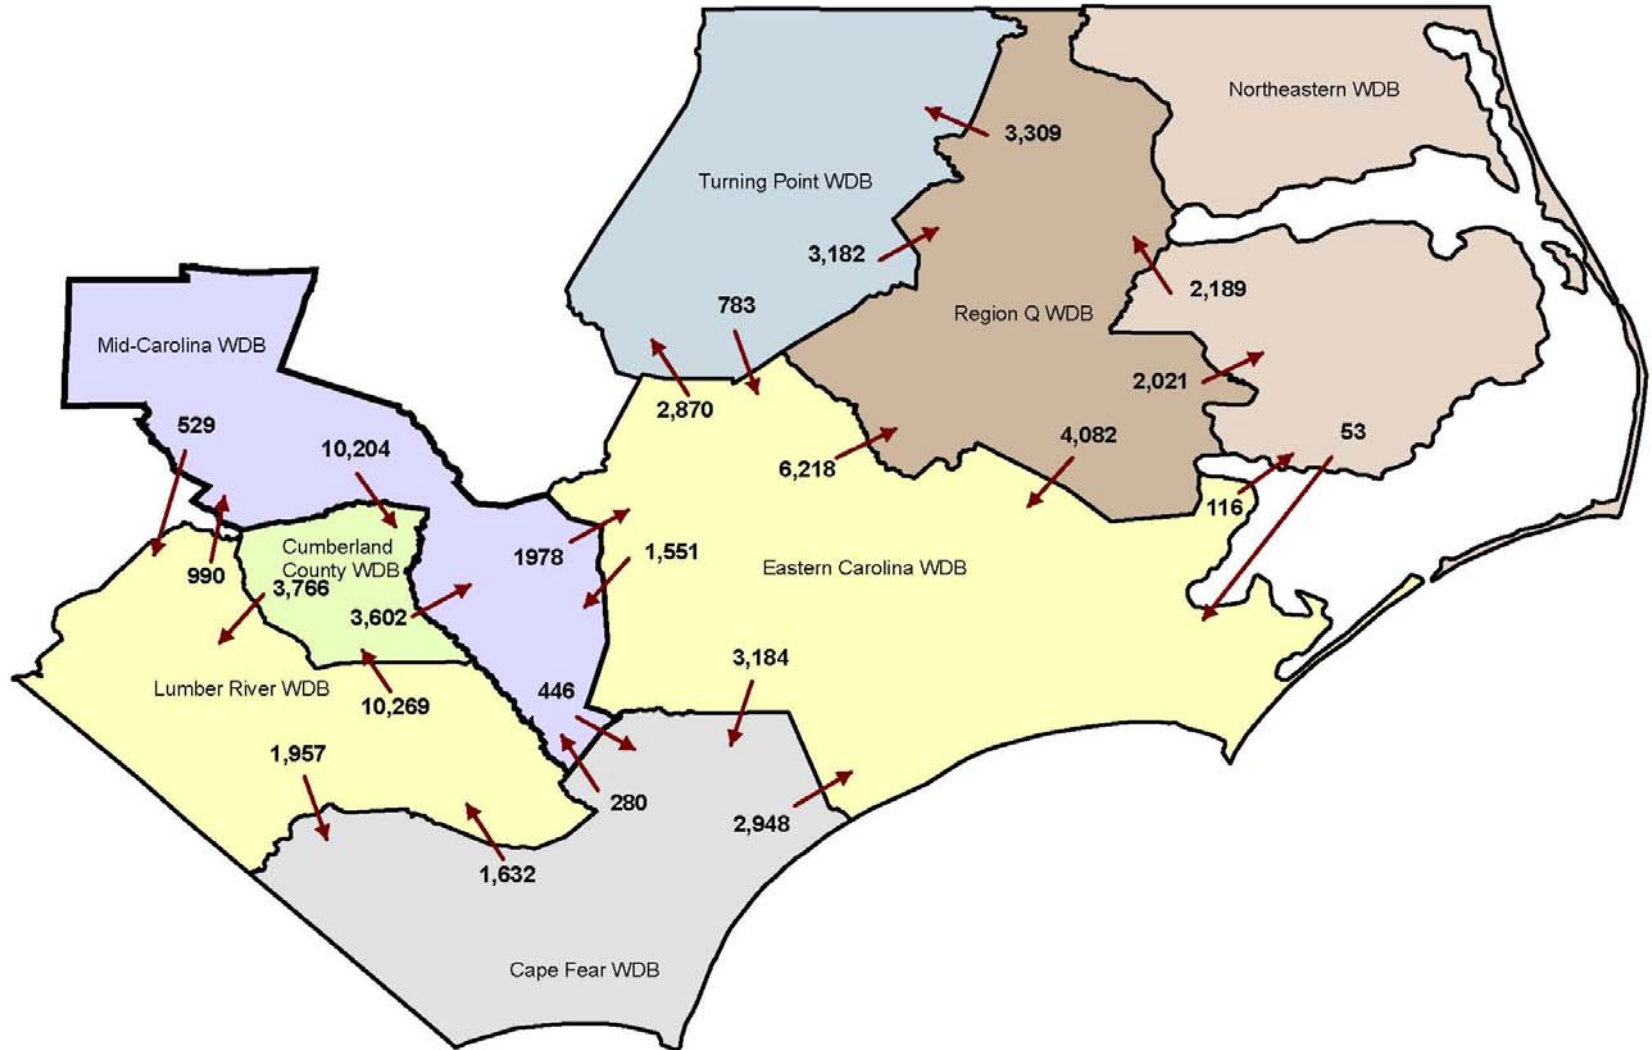 Northeastern WDB
3,309
Turning Point WDB
3,182
2,189
783
Region Q WDB
Mid-Carolina WDB
2,021
2,870
529
10,204
4,082
53
6,218
116
1978
1,551
Cumberland
County WDB
Eastern Carolina WDB
990
3,766
3,602
3,184
Lumber River WDB
446
10,269
1,957
280
2,948
1,632
Cape Fear WDB